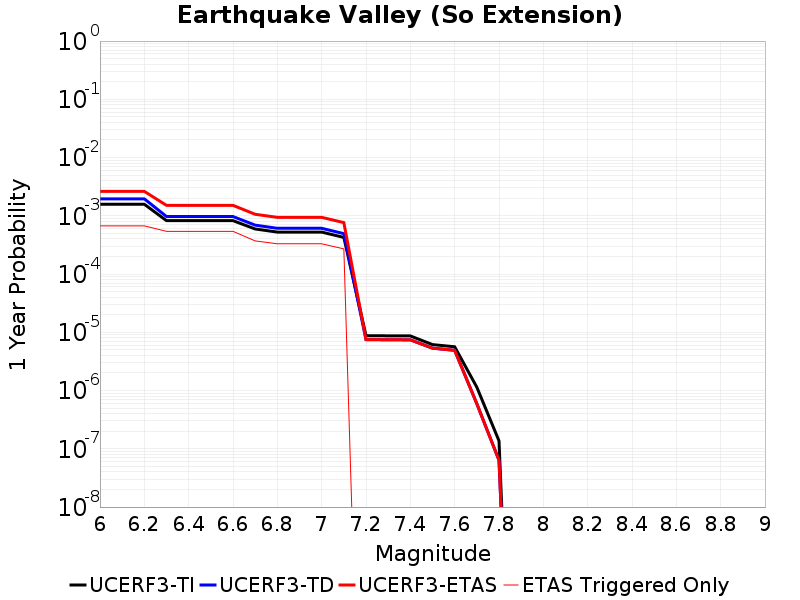 Earthquake Valley (So Extension)
10^0
10^-1
10^-2
10^-3
10^-4
10^-5
10^-6
10^-7
10^-8
1 Year Probability
6 6.2 6.4 6.6 6.8 7 7.2 7.4 7.6 7.8 8 8.2 8.4 8.6 8.8 9
Magnitude
UCERF3-TI UCERF3-TD UCERF3-ETAS ETAS Triggered Only